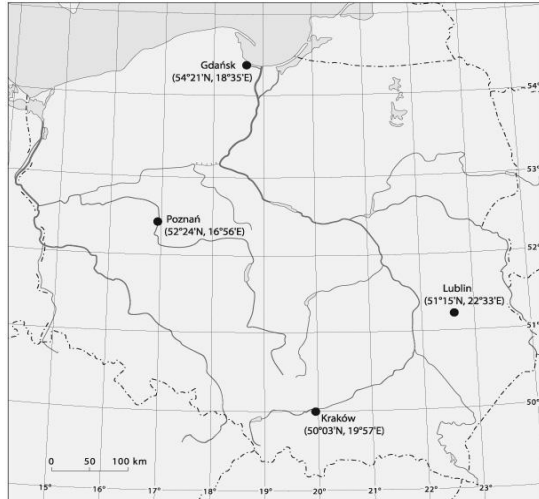 Gdańsk
(54°21'N, 18°35'E)
54°
53°
Poznań
(52°24'N, 16°56'E)
52°
Lublin
(51°15'N, 22°33'E)
51°
50°
Kraków
(50°03'N, 19°57'E)
0 50 100 km
15° 16° 17° 18° 19° 20° 21° 22° 23°